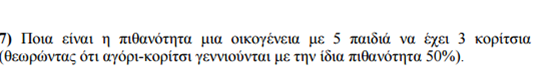 7) Ποια είναι η πιθανότητα μια οικογένεια με 5 παιδιά να έχει 3 κορίτσια
(θεωρώντας ότι αγόρι-κορίτσι γεννιούνται με την ίδια πιθανότητα 50%).